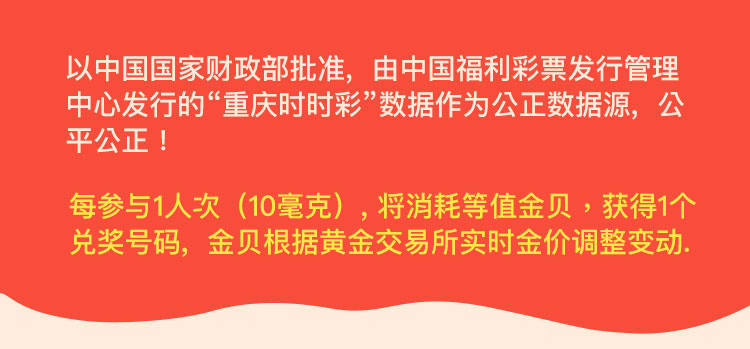 以中国国家财政部批准，由中国福利彩票发行管理
中心发行的“重庆时时彩”数据作为公正数据源，公
平公正！
每参与1人次（10毫克）, 将消耗等值金贝，获得1个
兑奖号码，金贝根据黄金交易所实时金价调整变动.